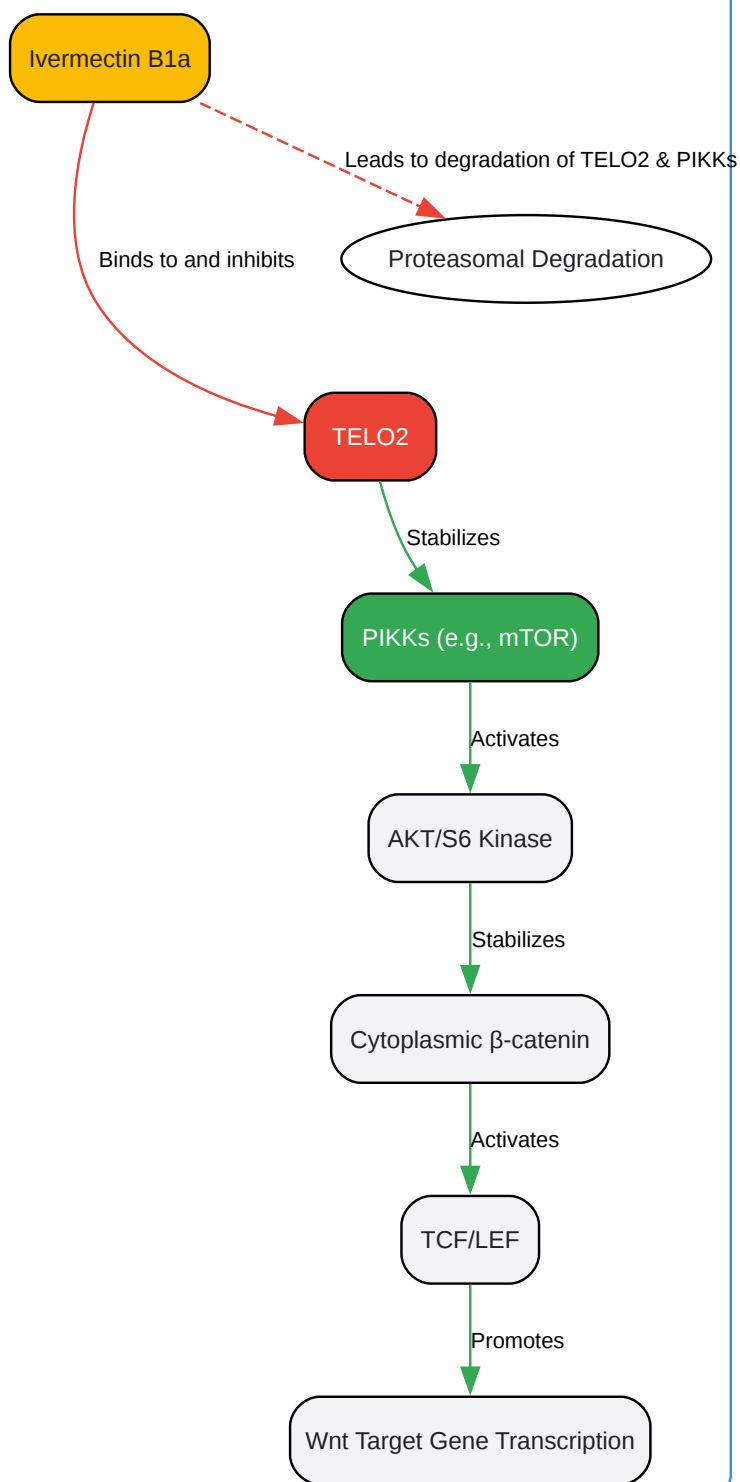 Ivermectin B1a
Leads to degradation of TELO2 & PIKKs
Binds to and inhibits
Proteasomal Degradation
TELO2
Stabilizes
PIKKs (e.g., mTOR)
Activates
AKT/S6 Kinase
Stabilizes
Cytoplasmic β-catenin
Activates
TCF/LEF
Promotes
Wnt Target Gene Transcription